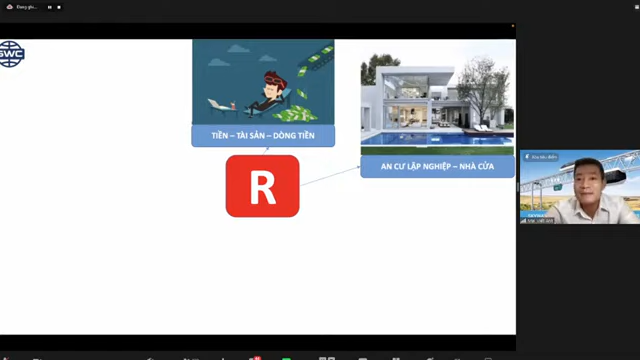 SWC
TIỀN – TÀI SẢN – DÒNG TIỀN
AN CƯ LẬP NGHIỆP – NHÀ CỬA
R